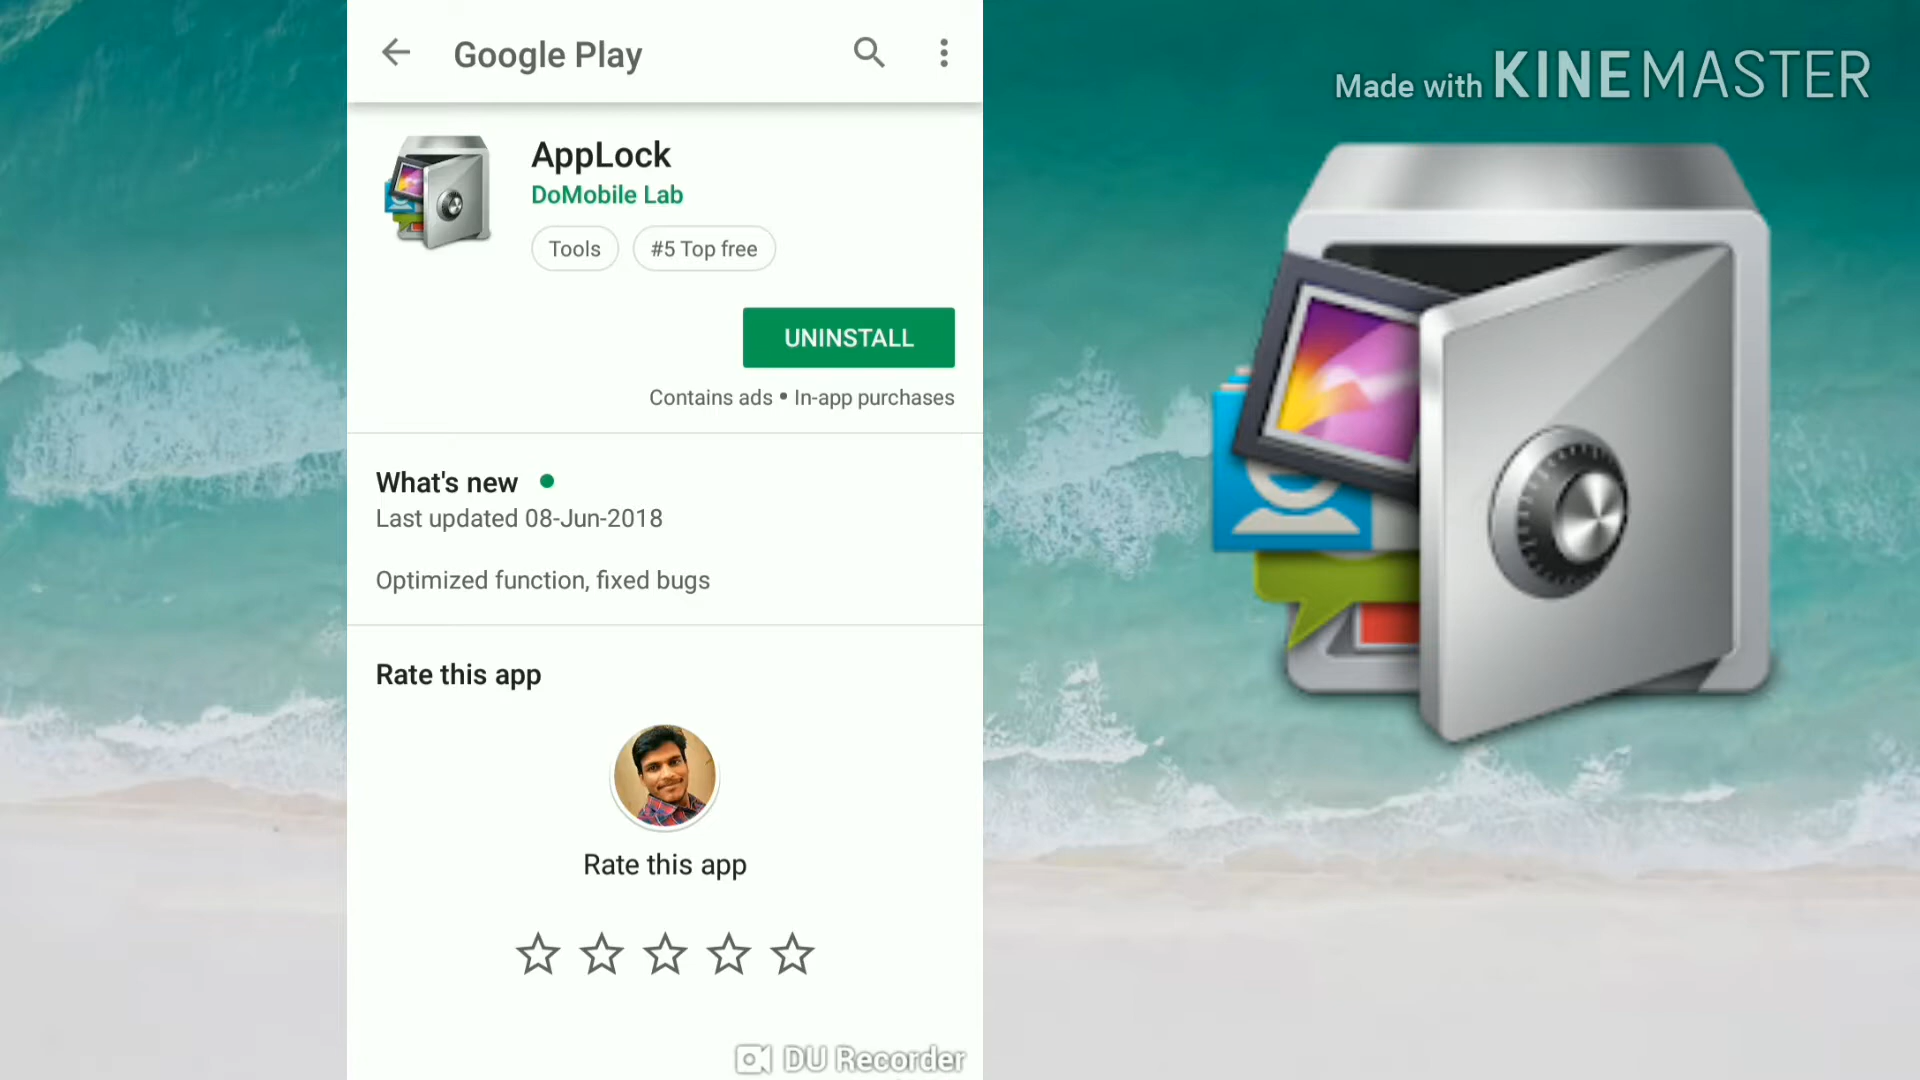 Google Play
Made with KINEMASTER
AppLock
DoMobile Lab
Tools
#5 Top free
UNINSTALL
Contains ads • In-app purchases
What's new
Last updated 08-Jun-2018
Optimized function, fixed bugs
Rate this app
Rate this app
DU Recorder